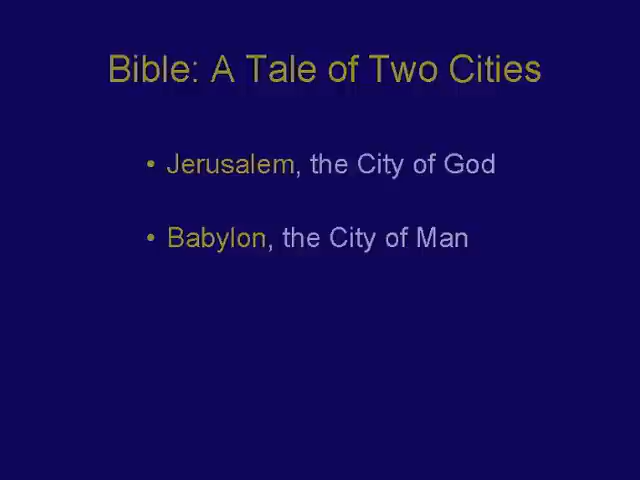 Bible: A Tale of Two Cities
• Jerusalem, the City of God
• Babylon, the City of Man